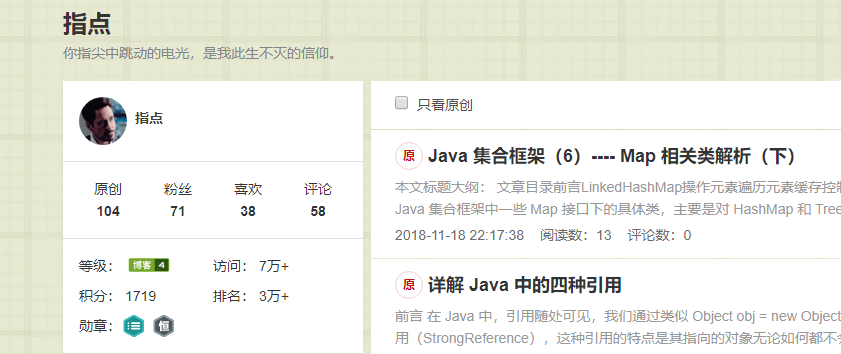 指点
你指尖中跳动的电光，是我此生不灭的信仰。
指点
原创 粉丝 喜欢 评论
104 71 38 58
等级： 博客 4 访问： 7万+
积分： 1719 排名： 3万+
勋章： 恒
只看原创
原 Java 集合框架（6）---- Map 相关类解析（下）
本文标题大纲： 文章目录前言LinkedHashMap操作元素遍历元素缓存控制
Java 集合框架中一些 Map 接口下的具体类，主要是对 HashMap 和 Tree
2018-11-18 22:17:38 阅读数：13 评论数：0
原 详解 Java 中的四种引用
前言 在 Java 中，引用随处可见，我们通过类似 Object obj = new Object
用（StrongReference），这种引用的特点是其指向的对象无论如何都不